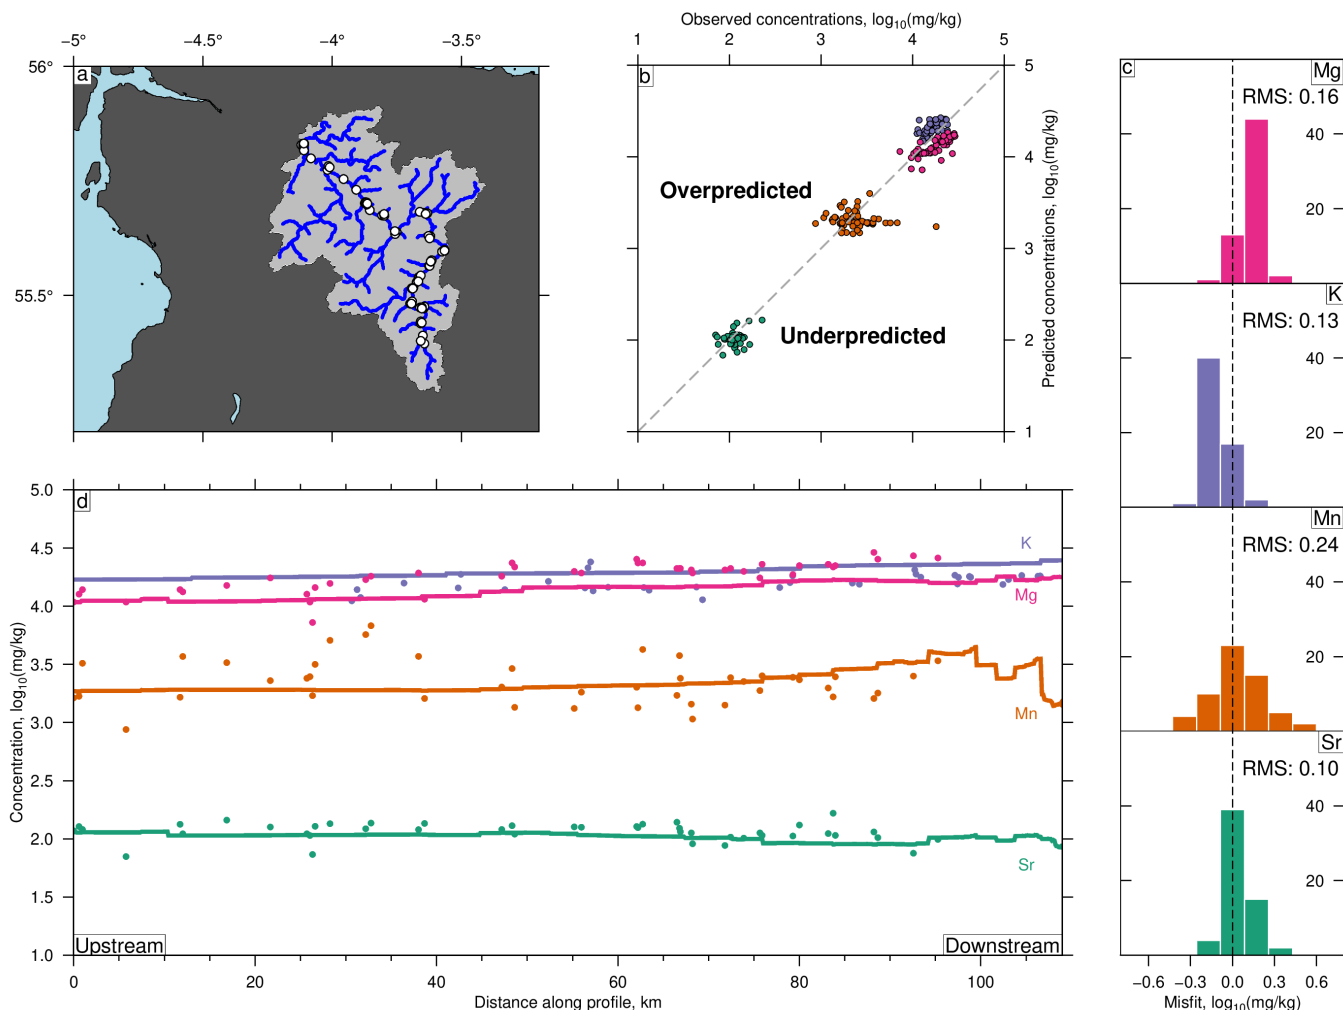 −5° −4.5° −4° −3.5°
56°
55.5°
a
Observed concentrations, log10(mg/kg)
1 2 3 4 5
b
Overpredicted
Underpredicted
5
4
3
2
1
Predicted concentrations, log10(mg/kg)
c
Mg
RMS: 0.16
40
20
K
RMS: 0.13
40
20
Mn
RMS: 0.24
40
20
Sr
RMS: 0.10
40
20
−0.6 −0.3 0.0 0.3 0.6
Misfit, log10(mg/kg)
d
5.0
4.5
4.0
3.5
3.0
2.5
2.0
1.5
1.0
Concentration, log10(mg/kg)
K
Mg
Mn
Sr
Upstream
Downstream
0 20 40 60 80 100
Distance along profile, km